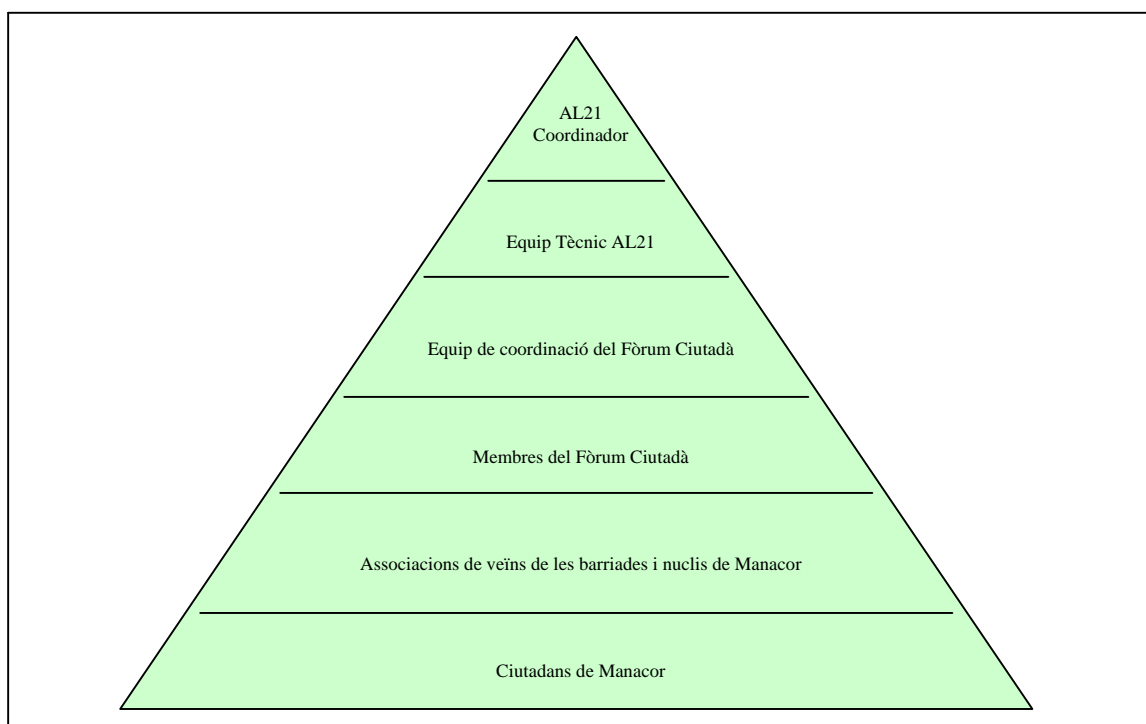 AL21
Coordinador
Equip Tècnic AL21
Equip de coordinació del Fòrum Ciutadà
Membres del Fòrum Ciutadà
Associacions de veïns de les barriades i nuclis de Manacor
Ciutadans de Manacor